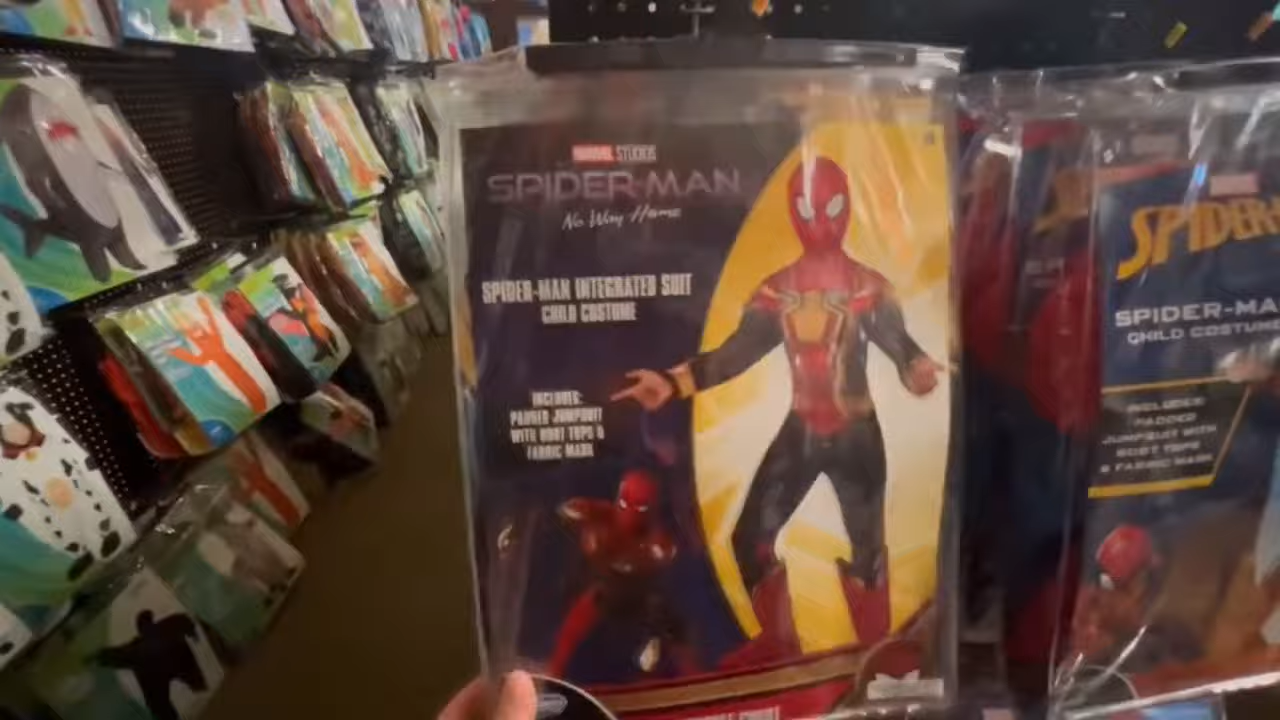 MARVEL STUDIOS
SPIDER-MAN
No Way Home
SPIDER-MAN INTEGRATED SUIT
CHILD COSTUME
INCLUDES:
PADDED JUMPSUIT
WITH BOOT TOPS &
FABRIC MASK
MARVEL
SPIDER-
SPIDER-MA
CHILD COSTUME
INCLUDES:
PADDED
JUMPSUIT WITH
BOOT TOPS
& FABRIC MASK